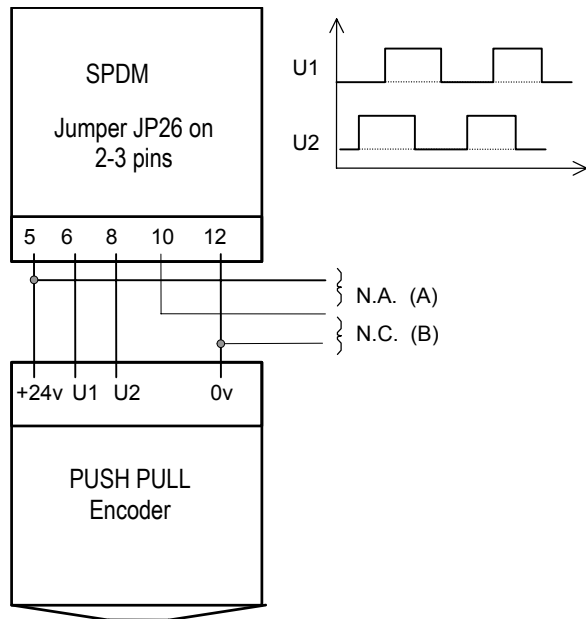 SPDM
Jumper JP26 on
2-3 pins
5 6 8 10 12
U1
U2
N.A. (A)
N.C. (B)
+24v U1 U2 0v
PUSH PULL
Encoder